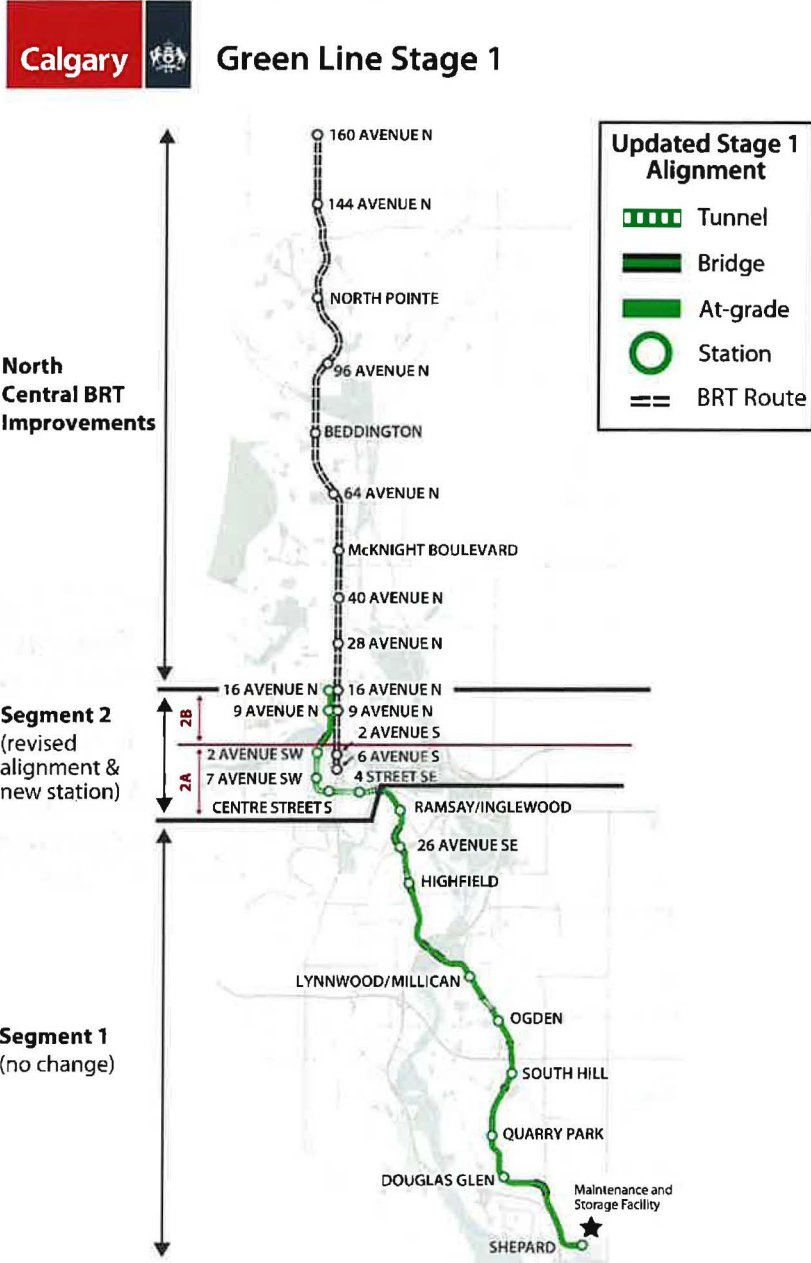 Calgary
Green Line Stage 1
160 AVENUE N
144 AVENUE N
NORTH POINTE
96 AVENUE N
BEDDINGTON
64 AVENUE N
McKNIGHT BOULEVARD
40 AVENUE N
28 AVENUE N
Updated Stage 1
Alignment
Tunnel
Bridge
At-grade
Station
BRT Route
North
Central BRT
Improvements
16 AVENUE N 16 AVENUE N
9 AVENUE N 9 AVENUE N
2 AVENUE S
2 AVENUE SW 6 AVENUE S
7 AVENUE SW 4 STREET SE
CENTRE STREET S
Segment 2
(revised
alignment &
new station)
2B
2A
RAMSAY/INGLEWOOD
26 AVENUE SE
HIGHFIELD
LYNNWOOD/MILLICAN
OGDEN
SOUTH HILL
QUARRY PARK
DOUGLAS GLEN
Segment 1
(no change)
Maintenance and
Storage Facility
SHEPARD